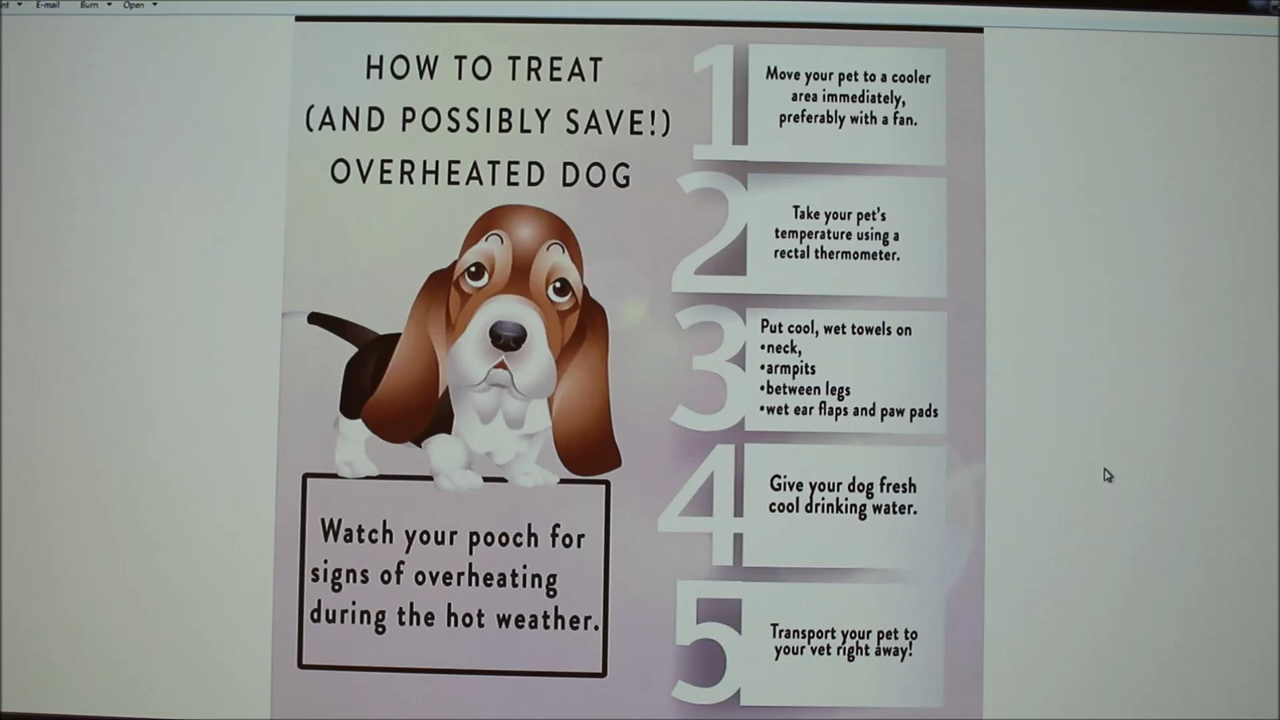 E-mail
Burn
Open
HOW TO TREAT
(AND POSSIBLY SAVE!)
OVERHEATED DOG
Watch your pooch for
signs of overheating
during the hot weather.
1
Move your pet to a cooler
area immediately,
preferably with a fan.
2
Take your pet's
temperature using a
rectal thermometer.
3
Put cool, wet towels on
•neck,
•armpits
•between legs
•wet ear flaps and paw pads
4
Give your dog fresh
cool drinking water.
5
Transport your pet to
your vet right away!